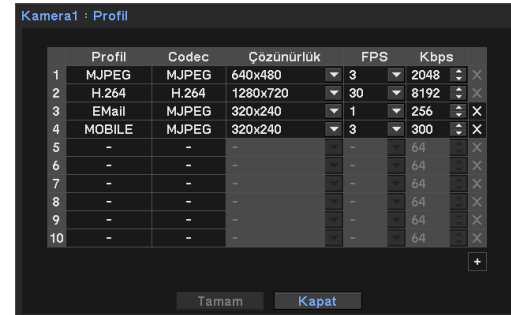 Kamera1 : Profil
Profil Codec Çözünürlük FPS Kbps
1 MJPEG MJPEG 640x480 3 2048 X
2 H.264 H.264 1280x720 30 8192 X
3 EMail MJPEG 320x240 1 256 X
4 MOBILE MJPEG 320x240 3 300 X
5 - - - - 64 X
6 - - - - 64 X
7 - - - - 64 X
8 - - - - 64 X
9 - - - - 64 X
10 - - - - 64 X
+
Tamam Kapat